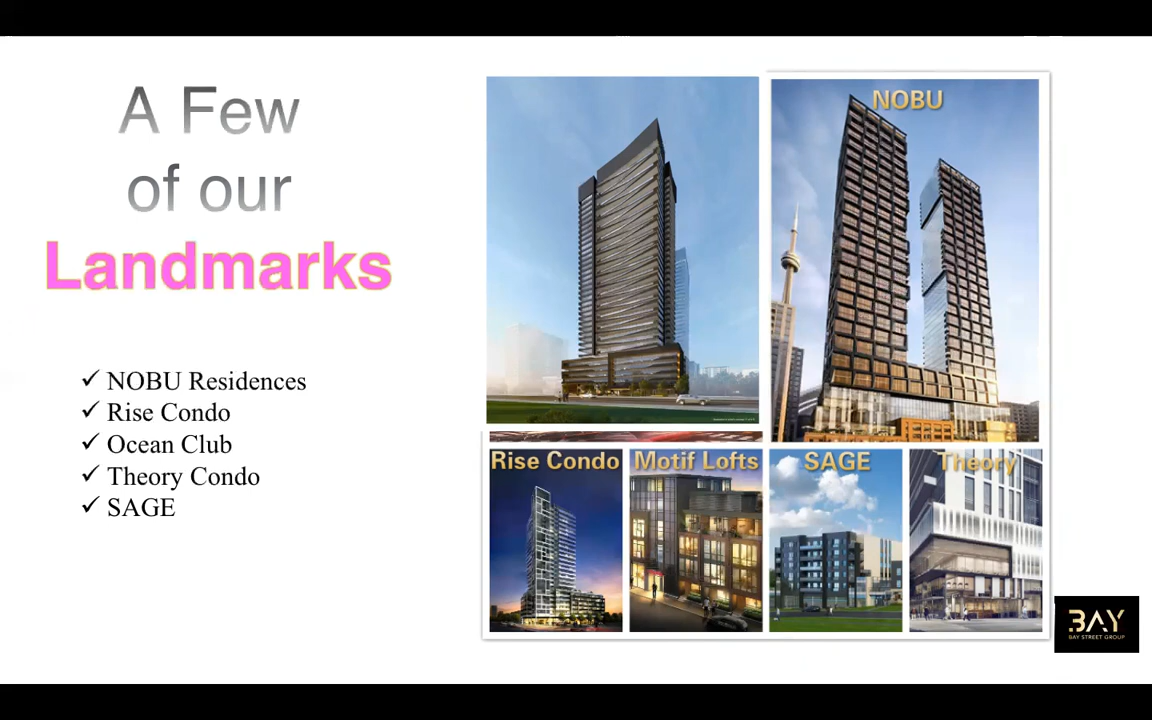 A Few
of our
Landmarks
✓ NOBU Residences
✓ Rise Condo
✓ Ocean Club
✓ Theory Condo
✓ SAGE
NOBU
Rise Condo
Motif Lofts
SAGE
Theory
BAY
BAY STREET GROUP